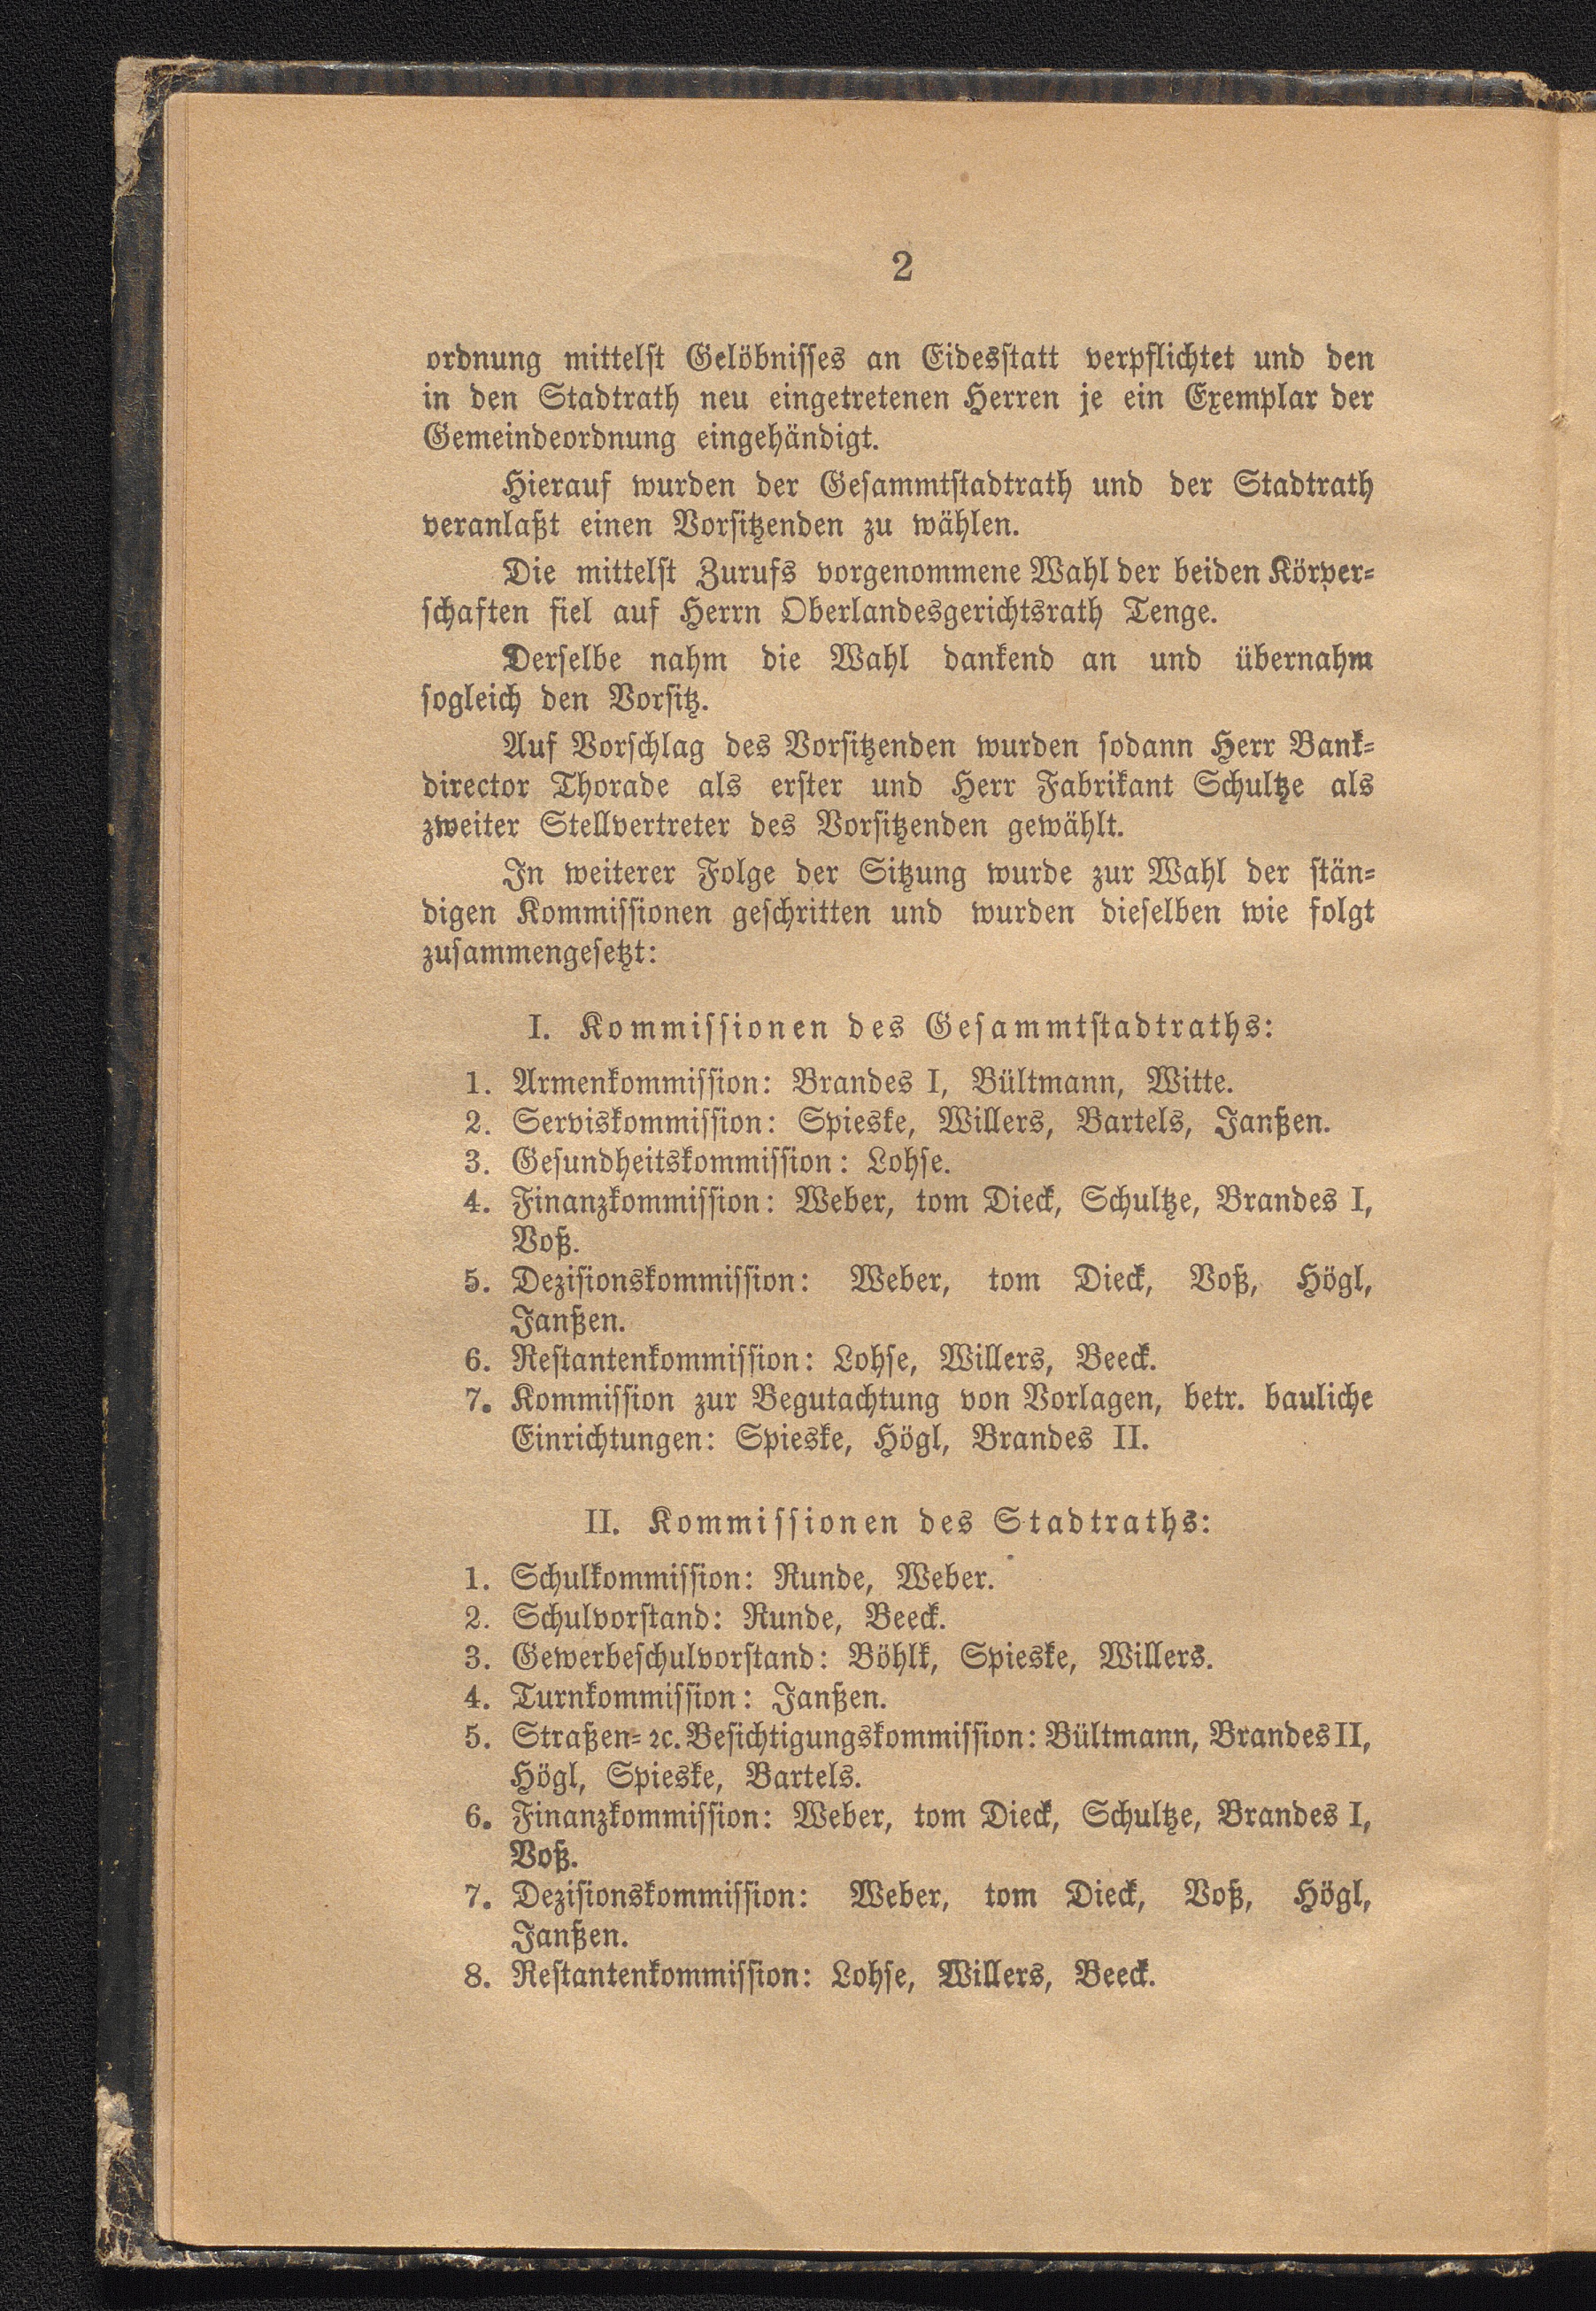 2
ordnung mittelst Gelöbnisses an Eidesstatt verpflichtet und den
in den Stadtrath neu eingetretenen Herren je ein Exemplar der
Gemeindeordnung eingehändigt.
Hierauf wurden der Gesammtstadtrath und der Stadtrath
veranlaßt einen Vorsitzenden zu wählen.
Die mittelst Zurufs vorgenommene Wahl der beiden Körper-
schaften fiel auf Herrn Oberlandesgerichtsrath Tenge.
Derselbe nahm die Wahl dankend an und übernahm
sogleich den Vorsitz.
Auf Vorschlag des Vorsitzenden wurden sodann Herr Bank-
director Thorade als erster und Herr Fabrikant Schultze als
zweiter Stellvertreter des Vorsitzenden gewählt.
In weiterer Folge der Sitzung wurde zur Wahl der stän-
digen Kommissionen geschritten und wurden dieselben wie folgt
zusammengesetzt:
I. Kommissionen des Gesammtstadtraths:
1. Armenkommission: Brandes I, Bültmann, Witte.
2. Serviskommission: Spieske, Willers, Bartels, Janßen.
3. Gesundheitskommission: Lohse.
4. Finanzkommission: Weber, tom Dieck, Schultze, Brandes I,
Voß.
5. Dezisionskommission: Weber, tom Dieck, Voß, Högl,
Janßen.
6. Restantenkommission: Lohse, Willers, Beeck.
7. Kommission zur Begutachtung von Vorlagen, betr. bauliche
Einrichtungen: Spieske, Högl, Brandes II.
II. Kommissionen des Stadtraths:
1. Schulkommission: Runde, Weber.
2. Schulvorstand: Runde, Beeck.
3. Gewerbeschulvorstand: Böhlk, Spieske, Willers.
4. Turnkommission: Janßen.
5. Straßen- ꝛc. Besichtigungskommission: Bültmann, Brandes II,
Högl, Spieske, Bartels.
6. Finanzkommission: Weber, tom Dieck, Schultze, Brandes I,
Voß.
7. Dezisionskommission: Weber, tom Dieck, Voß, Högl,
Janßen.
8. Restantenkommission: Lohse, Willers, Beeck.